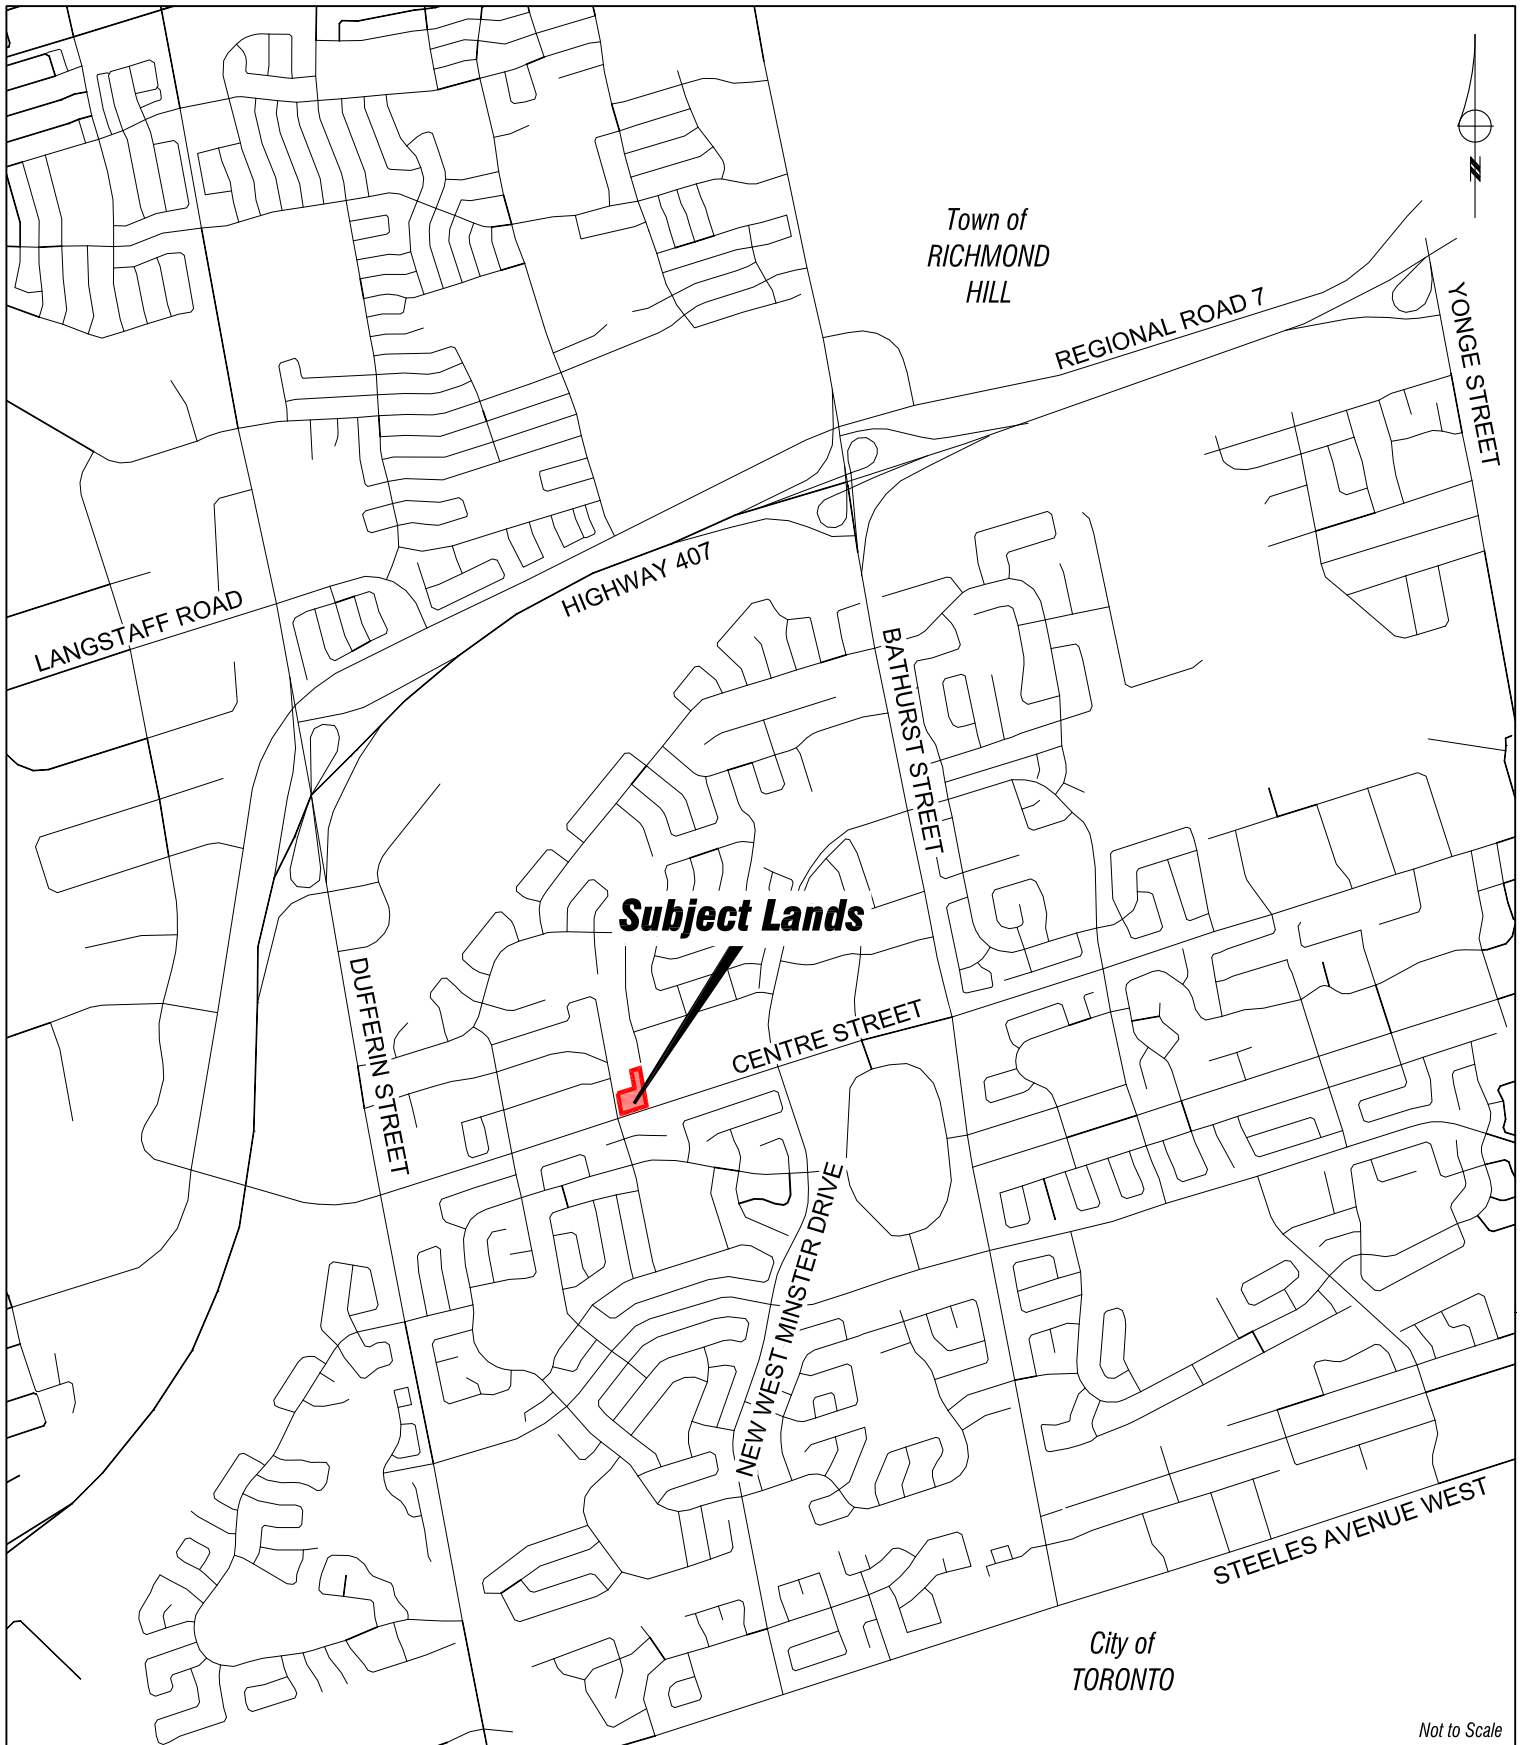 N
Town of
RICHMOND
HILL
REGIONAL ROAD 7
YONGE STREET
HIGHWAY 407
LANGSTAFF ROAD
BATHURST STREET
Subject Lands
DUFFERIN STREET
CENTRE STREET
NEW WEST MINSTER DRIVE
STEELES AVENUE WEST
City of
TORONTO
Not to Scale